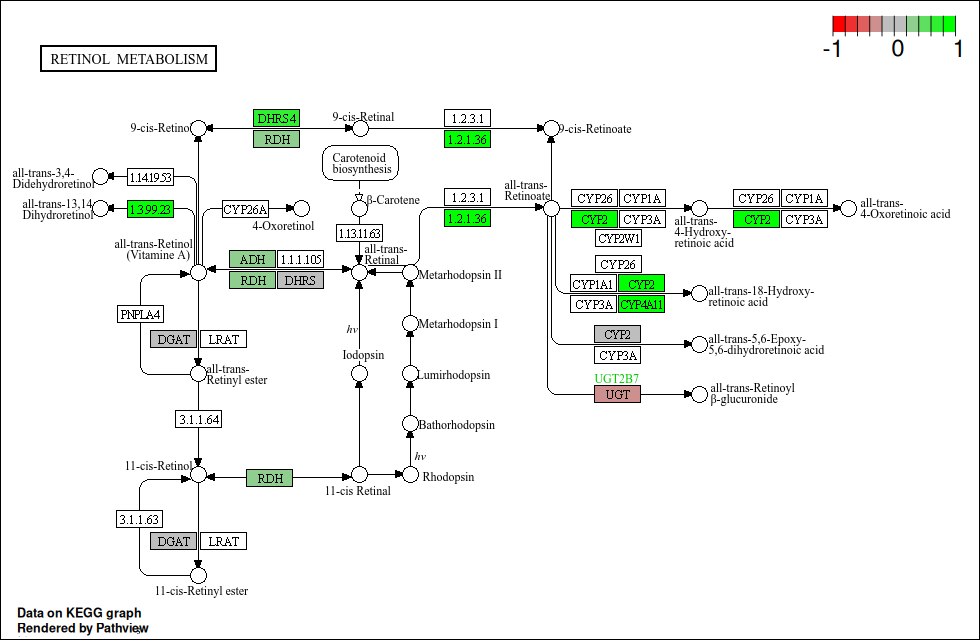 RETINOL METABOLISM
-1 0 1
DHRS4
9-cis-Retinal
1.2.3.1
9-cis-Retino
9-cis-Retinoate
RDH
1.2.1.36
Carotenoid
biosynthesis
all-trans-3,4-
Didehydroretinol
1.14.19.53
all-trans-13,14
Dihydroretinol
1.3.99.23
CYP26A
4-Oxoretinol
β-Carotene
1.13.11.63
1.2.3.1
1.2.1.36
all-trans-
Retinoate
CYP26 CYP1A
CYP2 CYP3A
CYP2W1
all-trans-
4-Hydroxy-
retinoic acid
CYP26 CYP1A
CYP2 CYP3A
all-trans-
4-Oxoretinoic acid
all-trans-Retinol
(Vitamine A)
ADH 1.1.1.105
RDH DHRS
all-trans-
Retinal
Metarhodopsin II
CYP26
CYP1A1 CYP2
CYP3A CYP4A11
all-trans-18-Hydroxy-
retinoic acid
PNPLA4
DGAT LRAT
hv
Metarhodopsin I
CYP2
CYP3A
all-trans-5,6-Epoxy-
5,6-dihydroretinoic acid
Iodopsin
all-trans-
Retinyl ester
Lumirhodopsin
UGT2B7
UGT
all-trans-Retinoyl
β-glucuronide
3.1.1.64
Bathorhodopsin
hv
11-cis-Retinol
RDH
11-cis Retinal
Rhodopsin
3.1.1.63
DGAT LRAT
11-cis-Retinyl ester
Data on KEGG graph
Rendered by Pathview